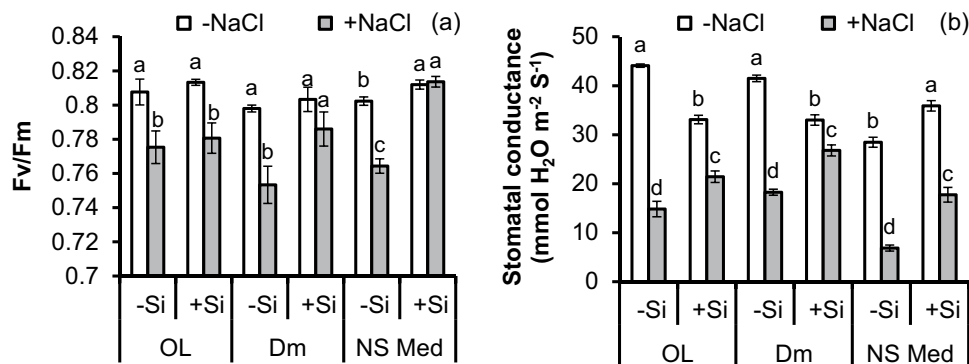 -NaCl +NaCl (a)
Fv/Fm
0.84
0.82
0.8
0.78
0.76
0.74
0.72
0.7
a b a b a b a a b c a a
-Si +Si -Si +Si -Si +Si
OL Dm NS Med
-NaCl +NaCl (b)
Stomatal conductance
(mmol H₂O m⁻² S⁻¹)
50
40
30
20
10
0
a d b c a d b c b d a c
-Si +Si -Si +Si -Si +Si
OL Dm NS Med